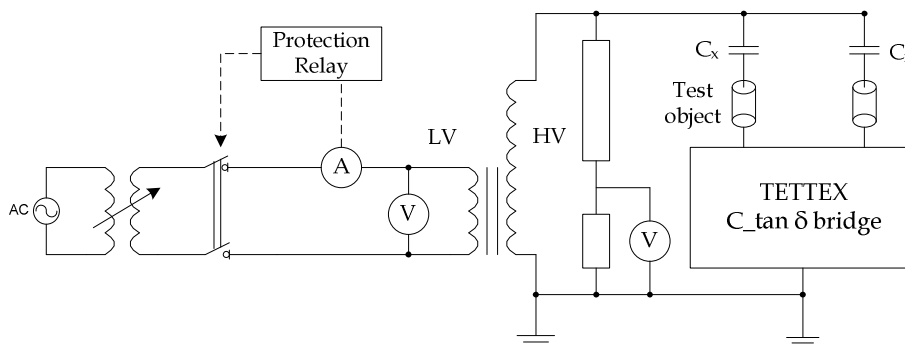 Protection
Relay
LV
HV
A
V
AC
V
Cx
Test
object
C
TETTEX
C_tan δ bridge